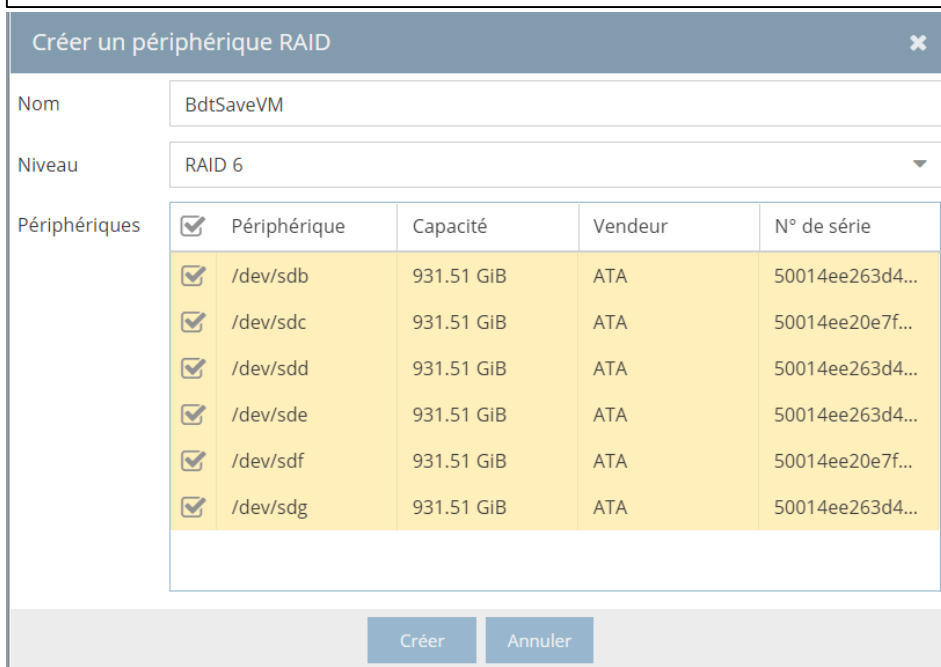 Créer un périphérique RAID
Nom BdtSaveVM
Niveau RAID 6
Périphériques Périphérique Capacité Vendeur N° de série
/dev/sdb 931.51 GiB ATA 50014ee263d4...
/dev/sdc 931.51 GiB ATA 50014ee20e7f...
/dev/sdd 931.51 GiB ATA 50014ee263d4...
/dev/sde 931.51 GiB ATA 50014ee263d4...
/dev/sdf 931.51 GiB ATA 50014ee20e7f...
/dev/sdg 931.51 GiB ATA 50014ee263d4...
Créer Annuler